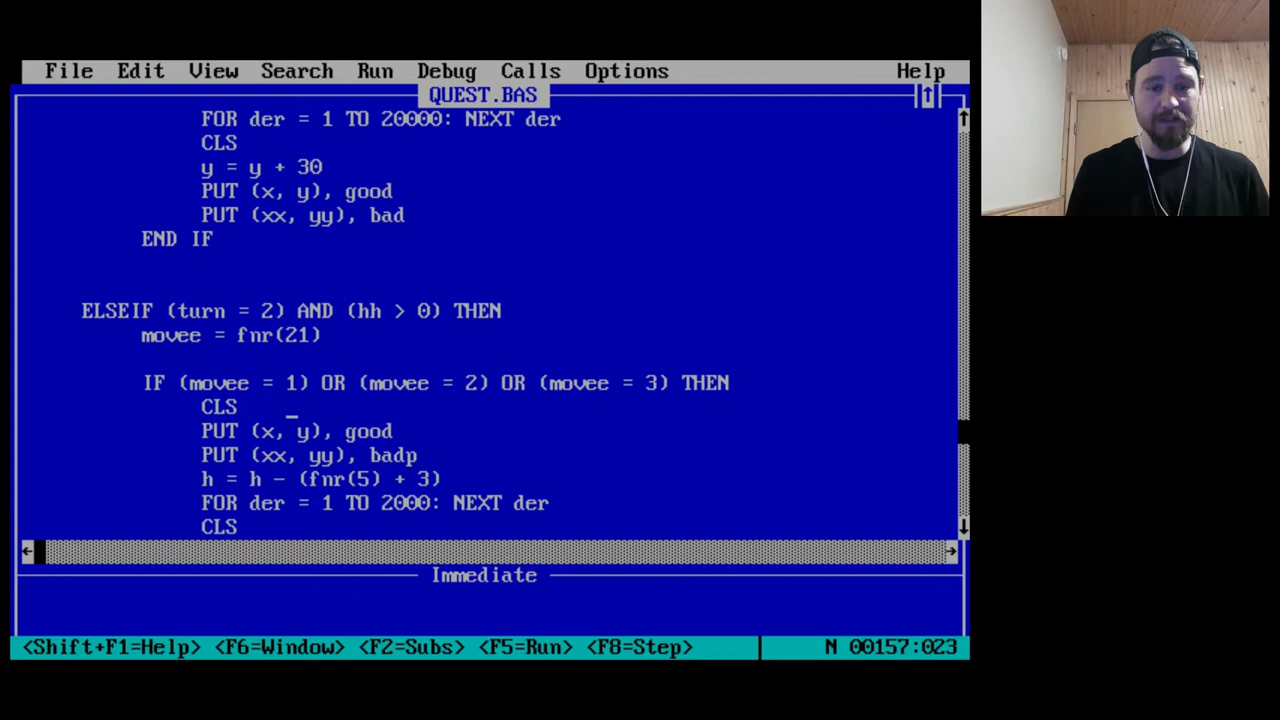 File Edit View Search Run Debug Calls Options Help
QUEST.BAS
FOR der = 1 TO 20000: NEXT der
CLS
y = y + 30
PUT (x, y), good
PUT (xx, yy), bad
END IF
ELSEIF (turn = 2) AND (hh > 0) THEN
movee = fnr(21)
IF (movee = 1) OR (movee = 2) OR (movee = 3) THEN
CLS
PUT (x, y), good
PUT (xx, yy), badp
h = h - (fnr(5) + 3)
FOR der = 1 TO 2000: NEXT der
CLS
Immediate
<Shift+F1=Help> <F6=Window> <F2=Subs> <F5=Run> <F8=Step> N 00157:023